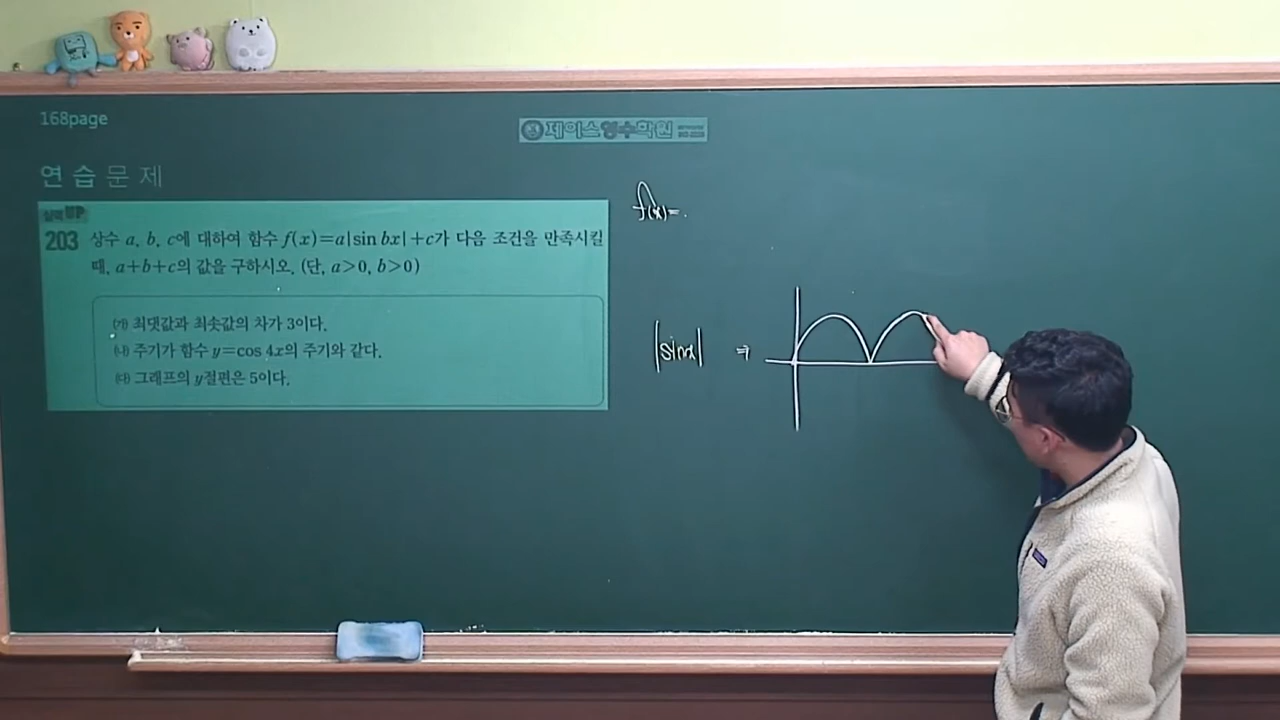 168page
제이스영수학원
연습문제
실력UP
203 상수 a, b, c에 대하여 함수 f(x)=a|sin bx|+c가 다음 조건을 만족시킬
때, a+b+c의 값을 구하시오. (단, a>0, b>0)
㈎ 최댓값과 최솟값의 차가 3이다.
㈏ 주기가 함수 y=cos 4x의 주기와 같다.
㈐ 그래프의 y절편은 5이다.
f(x)=
|sinx| ⇒